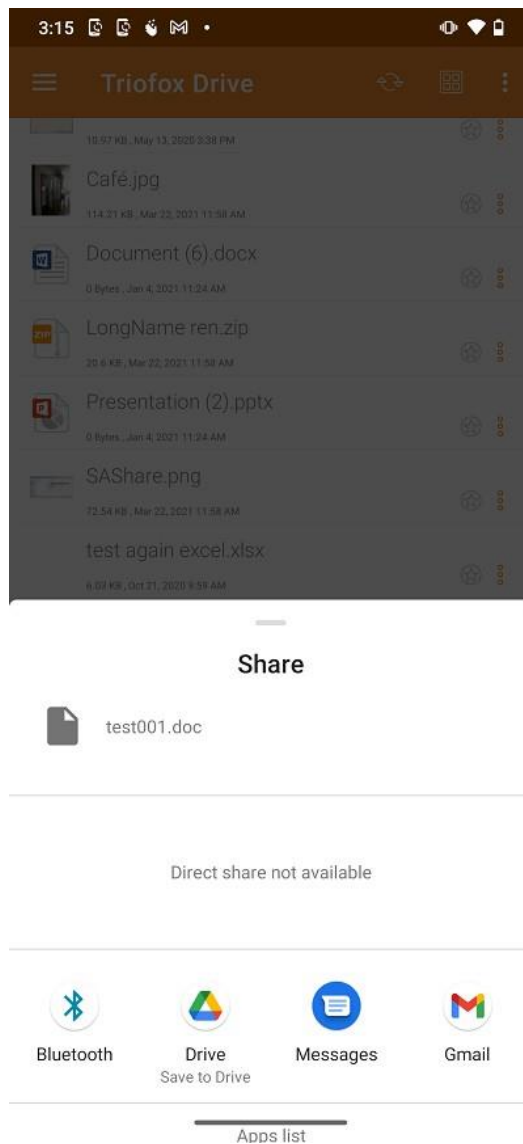 3:15
Triofox Drive
10.97 KB , May 13, 2020 3:38 PM
Café.jpg
114.21 KB , Mar 22, 2021 11:58 AM
Document (6).docx
0 Bytes , Jan 4, 2021 11:24 AM
LongName ren.zip
20.6 KB , Mar 22, 2021 11:58 AM
Presentation (2).pptx
0 Bytes , Jan 4, 2021 11:24 AM
SAShare.png
72.54 KB , Mar 22, 2021 11:58 AM
test again excel.xlsx
6.03 KB , Oct 21, 2020 9:59 AM
Share
test001.doc
Direct share not available
Bluetooth
Drive
Messages
Gmail
Save to Drive
Apps list